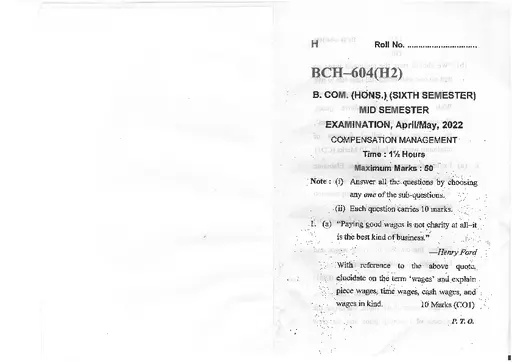 H Roll No. ..............................
BCH–604(H2)
B. COM. (HONS.) (SIXTH SEMESTER)
MID SEMESTER
EXAMINATION, April/May, 2022
COMPENSATION MANAGEMENT
Time : 1½ Hours
Maximum Marks : 50
Note : (i) Answer all the questions by choosing
any one of the sub-questions.
(ii) Each question carries 10 marks.
1. (a) “Paying good wages is not charity at all–it
is the best kind of business.”
—Henry Ford
With reference to the above quote,
elucidate on the term ‘wages’ and explain
piece wages, time wages, cash wages, and
wages in kind. 10 Marks (CO1)
P. T. O.